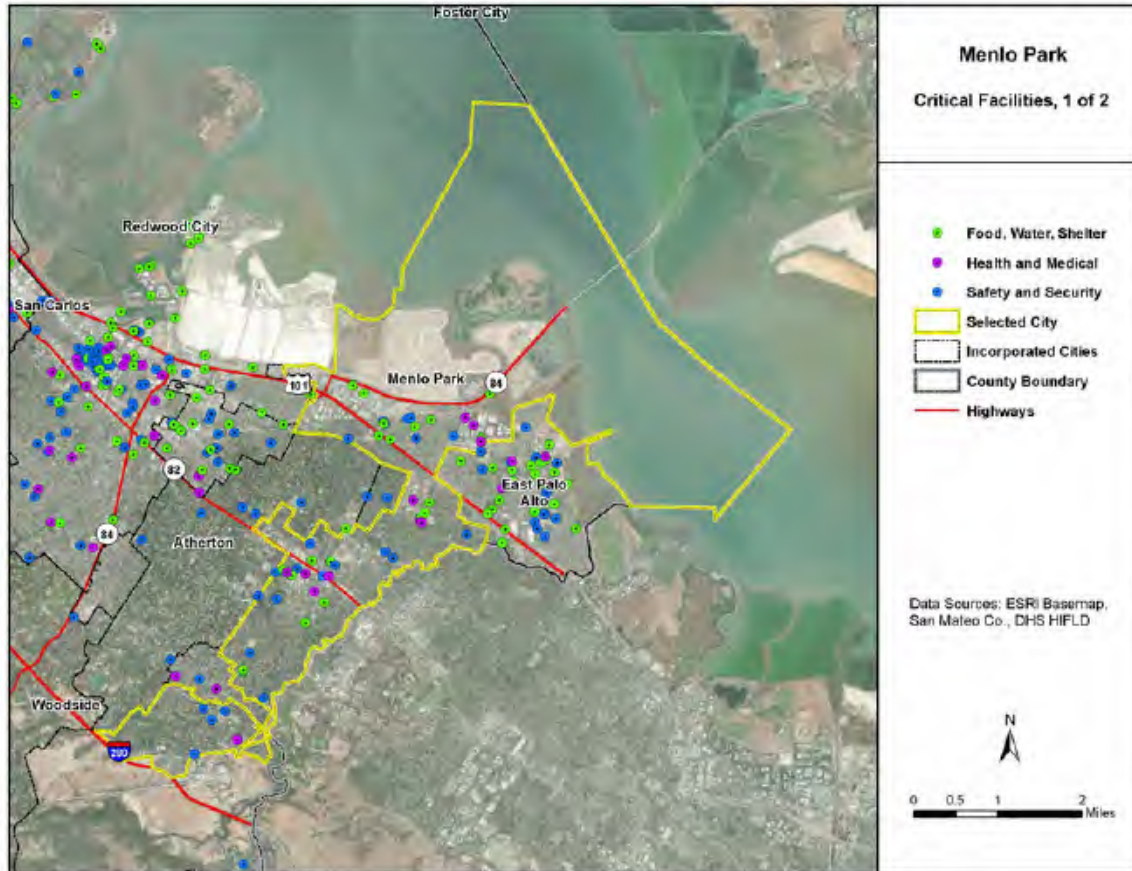 Foster City
Redwood City
San Carlos
101
Menlo Park
84
82
East Palo
Alto
84
Atherton
Woodside
280
Menlo Park
Critical Facilities, 1 of 2
Food, Water, Shelter
Health and Medical
Safety and Security
Selected City
Incorporated Cities
County Boundary
Highways
Data Sources: ESRI Basemap,
San Mateo Co., DHS HIFLD
N
0 0.5 1 2
Miles